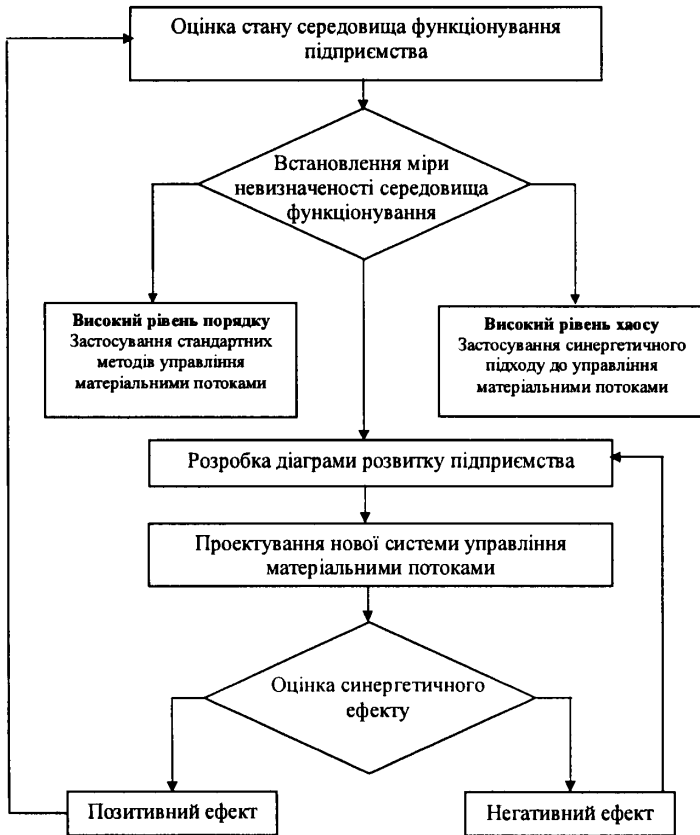 Оцінка стану середовища функціонування
підприємства
Встановлення міри
невизначеності середовища
функціонування
Високий рівень порядку
Застосування стандартних
методів управління
матеріальними потоками
Високий рівень хаосу
Застосування синергетичного
підходу до управління
матеріальними потоками
Розробка діаграми розвитку підприємства
Проектування нової системи управління
матеріальними потоками
Оцінка синергетичного
ефекту
Позитивний ефект
Негативний ефект